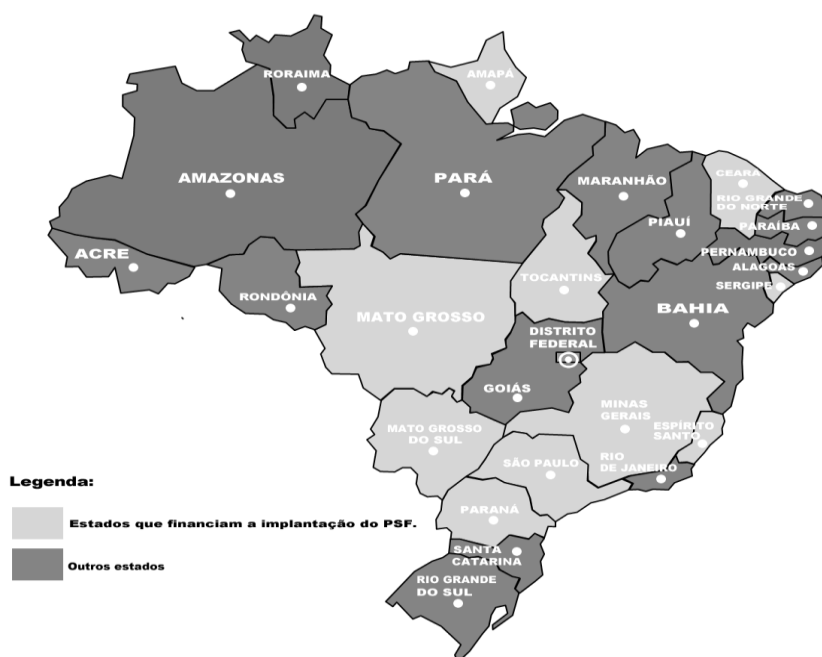 RORAIMA
AMAPÁ
AMAZONAS
PARÁ
MARANHÃO
CEARA
RIO GRANDE
DO NORTE
PIAUÍ
PARAÍBA
ACRE
PERNAMBUCO
ALAGOAS
RONDÔNIA
TOCANTINS
SERGIPE
MATO GROSSO
BAHIA
DISTRITO
FEDERAL
GOIÁS
MINAS
GERAIS
MATO GROSSO
DO SUL
ESPÍRITO
SANTO
SÃO PAULO
RIO
DE JANEIRO
Legenda:
PARANÁ
Estados que financiam a implantação do PSF.
SANTA
CATARINA
Outros estados
RIO GRANDE
DO SUL